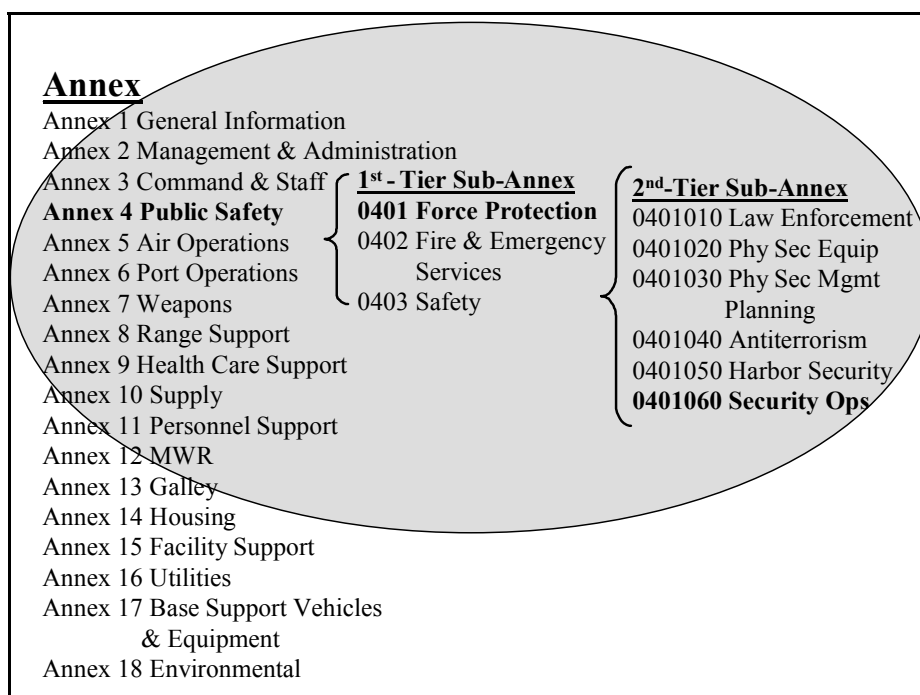 Annex
Annex 1 General Information
Annex 2 Management & Administration
Annex 3 Command & Staff
Annex 4 Public Safety
Annex 5 Air Operations
Annex 6 Port Operations
Annex 7 Weapons
Annex 8 Range Support
Annex 9 Health Care Support
Annex 10 Supply
Annex 11 Personnel Support
Annex 12 MWR
Annex 13 Galley
Annex 14 Housing
Annex 15 Facility Support
Annex 16 Utilities
Annex 17 Base Support Vehicles
& Equipment
Annex 18 Environmental
1st - Tier Sub-Annex
0401 Force Protection
0402 Fire & Emergency
Services
0403 Safety
2nd-Tier Sub-Annex
0401010 Law Enforcement
0401020 Phy Sec Equip
0401030 Phy Sec Mgmt
Planning
0401040 Antiterrorism
0401050 Harbor Security
0401060 Security Ops